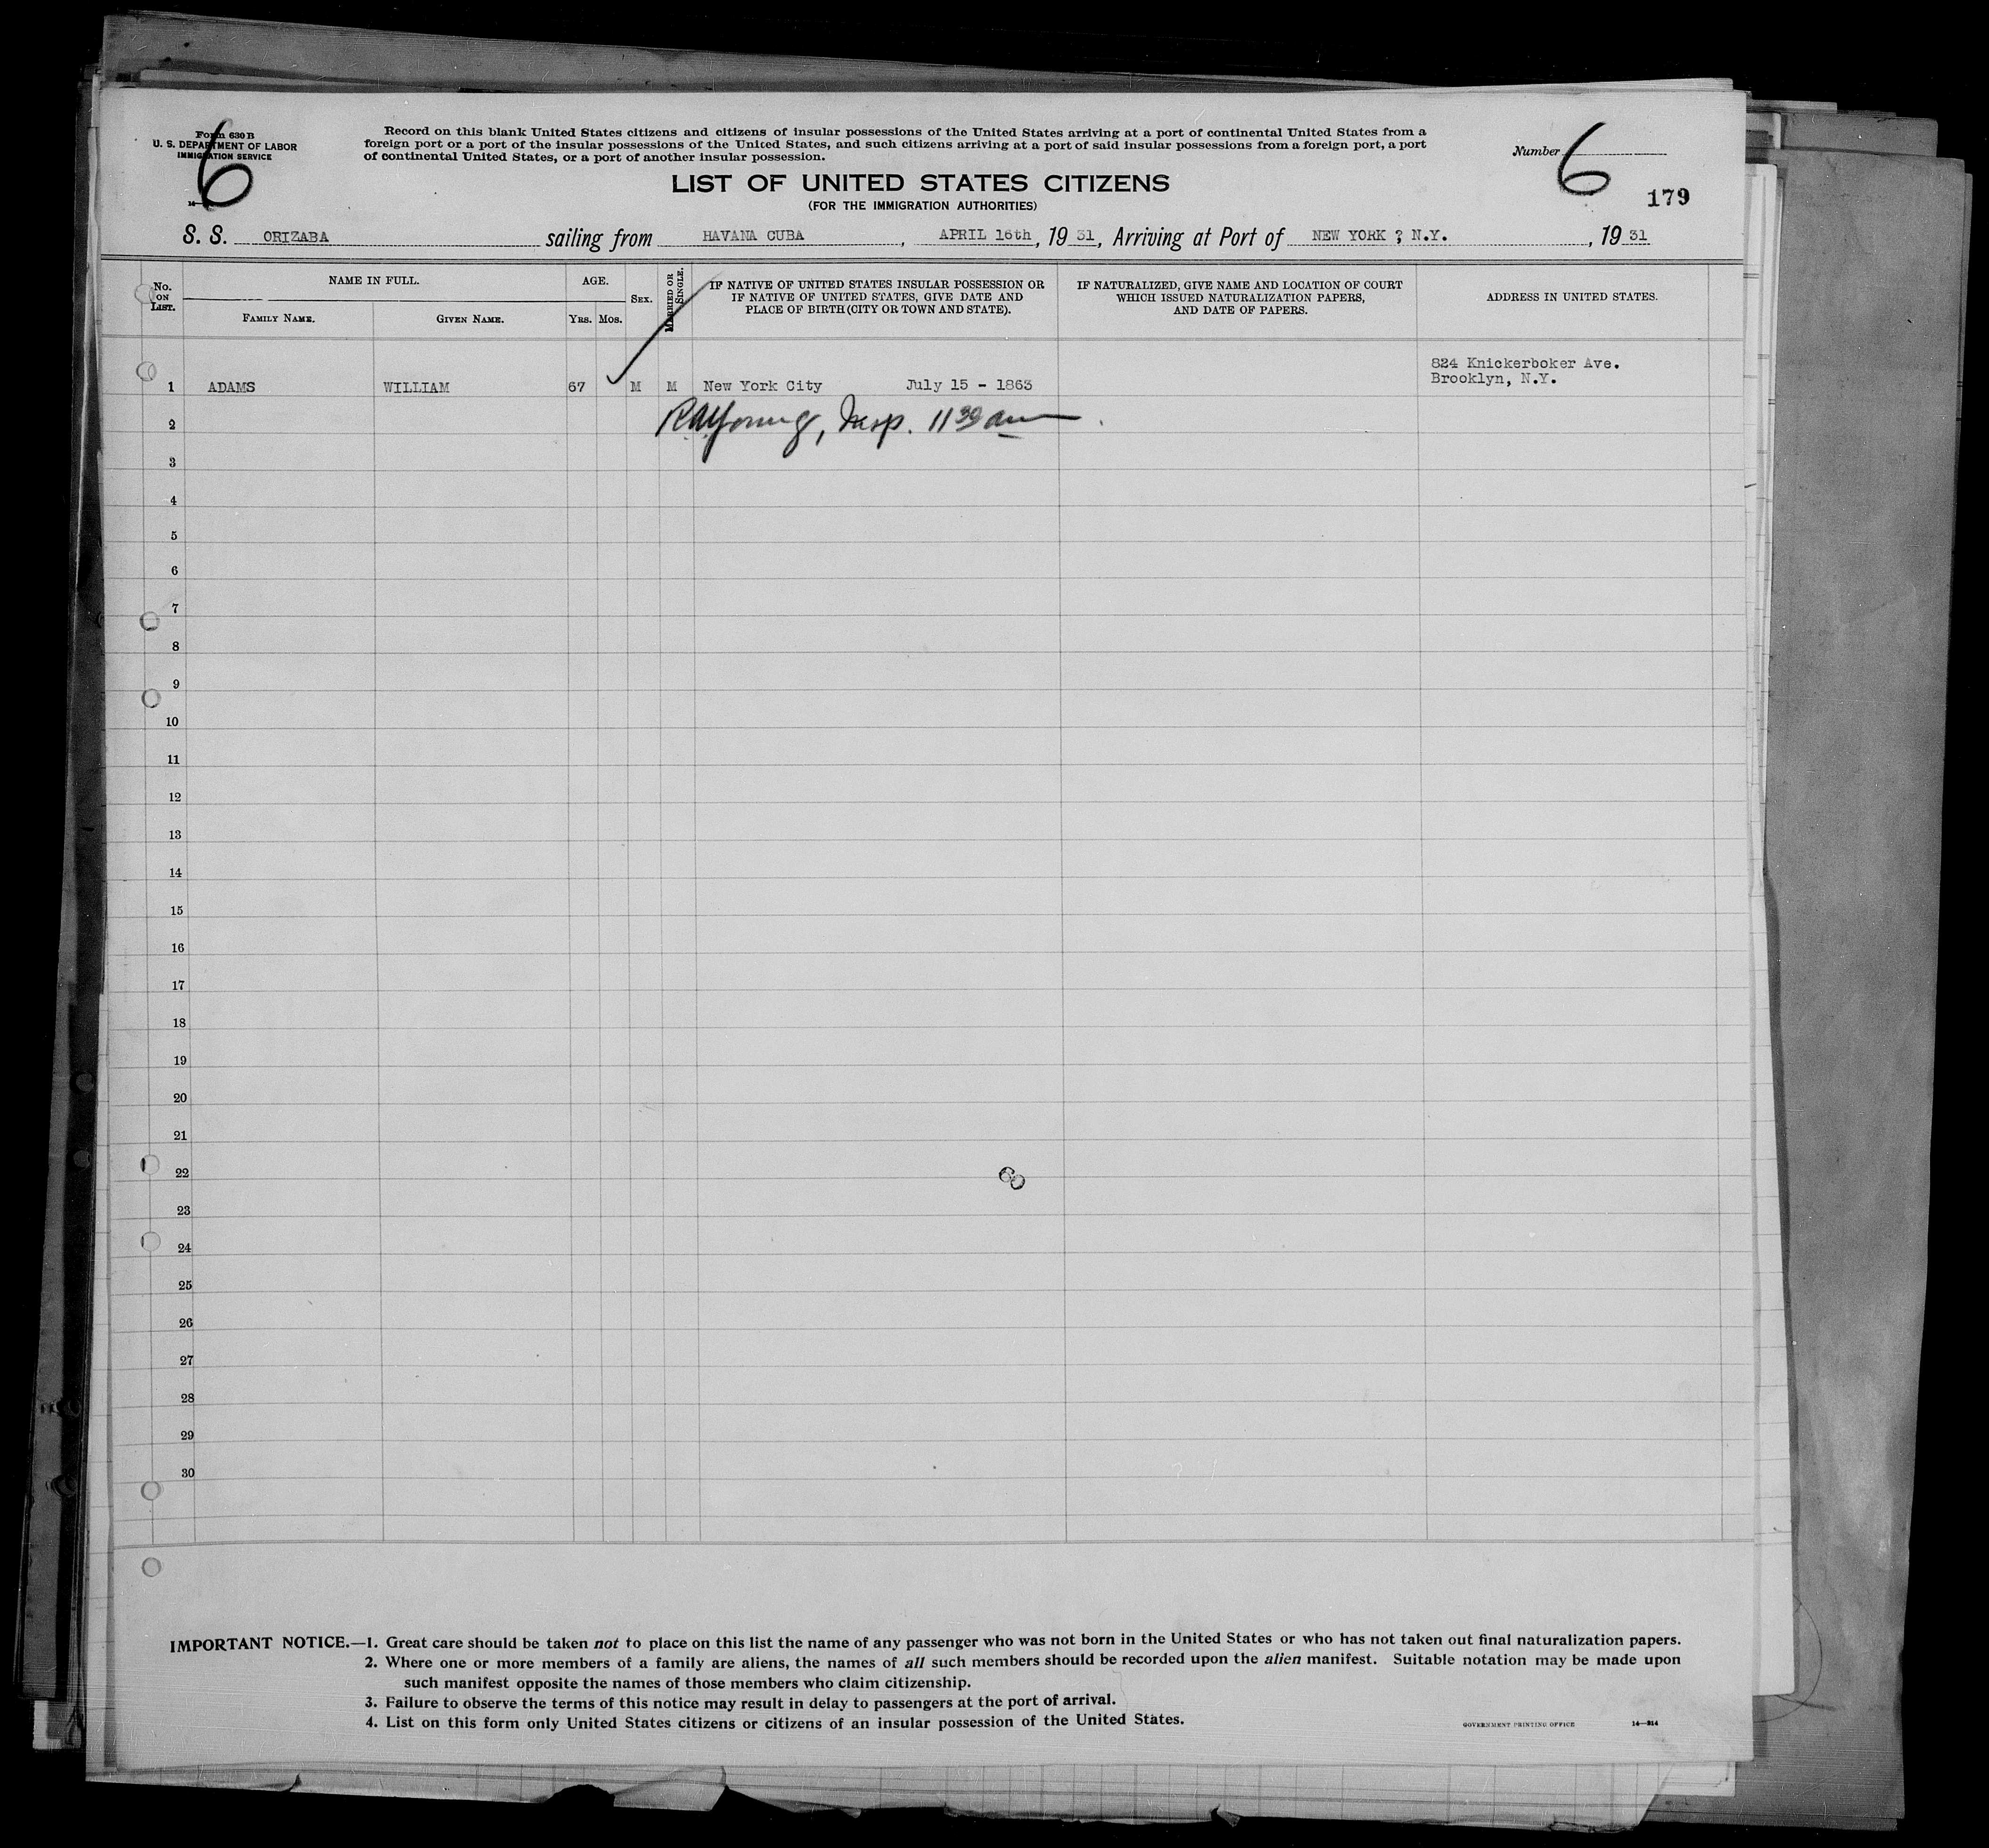 Form 630 B
U. S. DEPARTMENT OF LABOR
IMMIGRATION SERVICE
6
Record on this blank United States citizens and citizens of insular possessions of the United States arriving at a port of continental United States from a
foreign port or a port of the insular possessions of the United States, and such citizens arriving at a port of said insular possessions from a foreign port, a port
of continental United States, or a port of another insular possession.
Number 6
179
LIST OF UNITED STATES CITIZENS
(FOR THE IMMIGRATION AUTHORITIES)
S. S. ORIZABA sailing from HAVANA CUBA, APRIL 16th, 19 31, Arriving at Port of NEW YORK ; N.Y., 19 31
No. ON LIST.
NAME IN FULL.
FAMILY NAME.
GIVEN NAME.
AGE.
YRS. MOS.
SEX.
MARRIED OR SINGLE.
IF NATIVE OF UNITED STATES INSULAR POSSESSION OR
IF NATIVE OF UNITED STATES, GIVE DATE AND
PLACE OF BIRTH (CITY OR TOWN AND STATE).
IF NATURALIZED, GIVE NAME AND LOCATION OF COURT
WHICH ISSUED NATURALIZATION PAPERS,
AND DATE OF PAPERS.
ADDRESS IN UNITED STATES.
1 ADAMS WILLIAM 67 M M New York City July 15 - 1863 824 Knickerboker Ave.
Brooklyn, N.Y.
2 Young, Insp. 11 30 am
3
4
5
6
7
8
9
10
11
12
13
14
15
16
17
18
19
20
21
22
23
24
25
26
27
28
29
30
IMPORTANT NOTICE.—1. Great care should be taken not to place on this list the name of any passenger who was not born in the United States or who has not taken out final naturalization papers.
2. Where one or more members of a family are aliens, the names of all such members should be recorded upon the alien manifest. Suitable notation may be made upon
such manifest opposite the names of those members who claim citizenship.
3. Failure to observe the terms of this notice may result in delay to passengers at the port of arrival.
4. List on this form only United States citizens or citizens of an insular possession of the United States.
GOVERNMENT PRINTING OFFICE 14—914